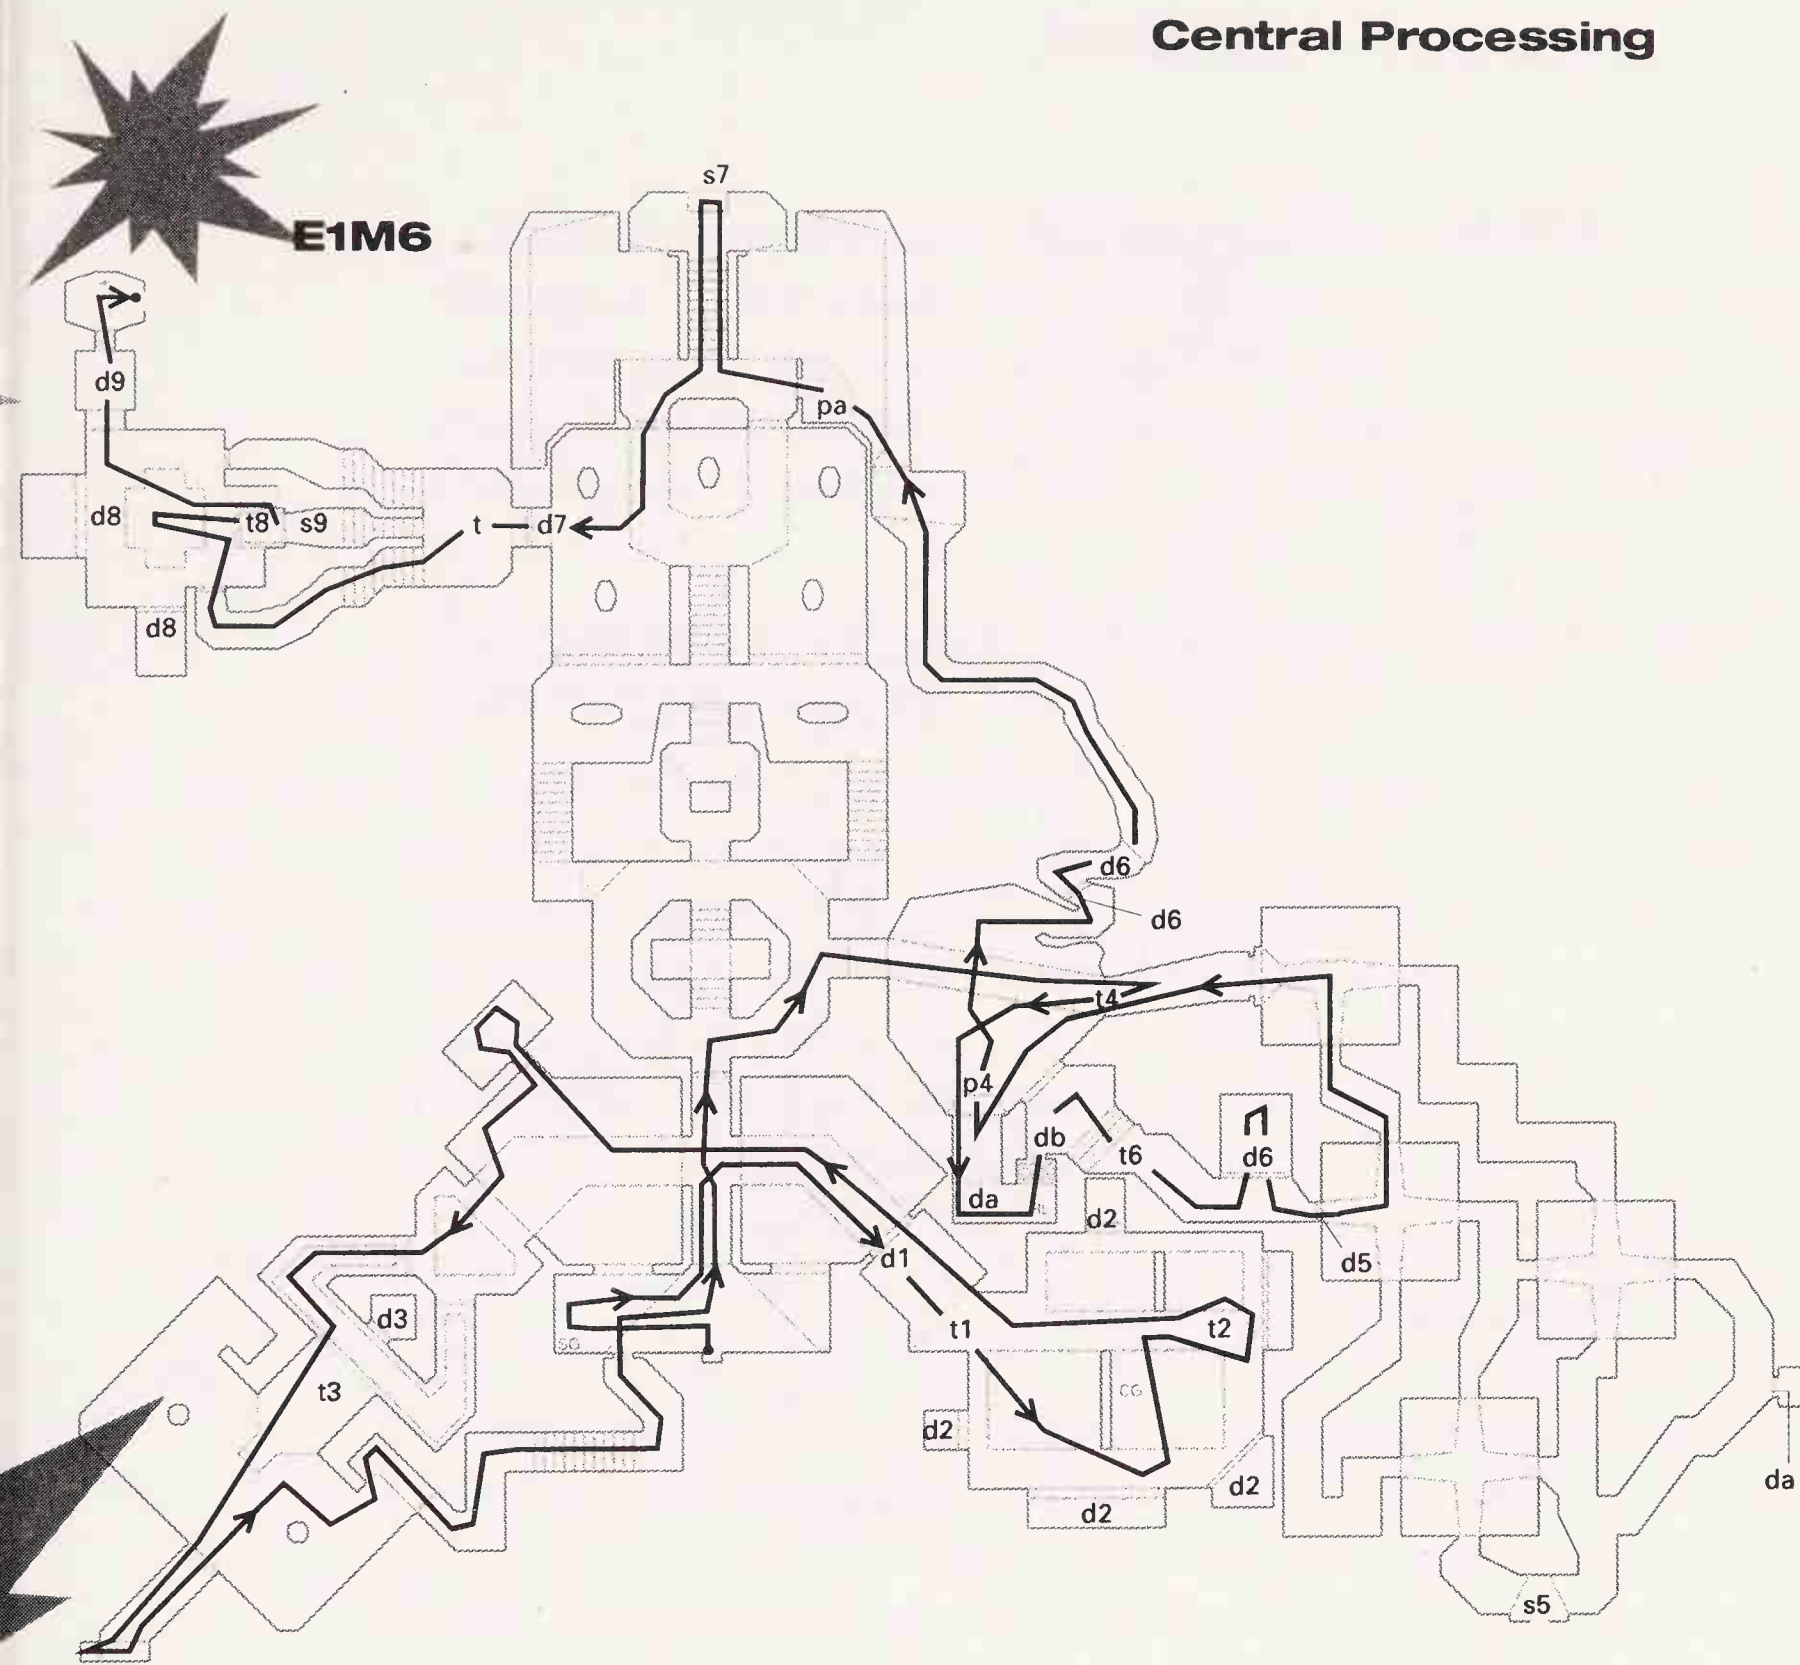 Central Processing
s7
E1M6
d9
pa
d8
t8
s9
t
d7
d8
d6
d6
t4
p4
db
t6
d6
da
d2
d5
d1
d3
t1
t2
SG
t3
CG
d2
d2
d2
da
s5